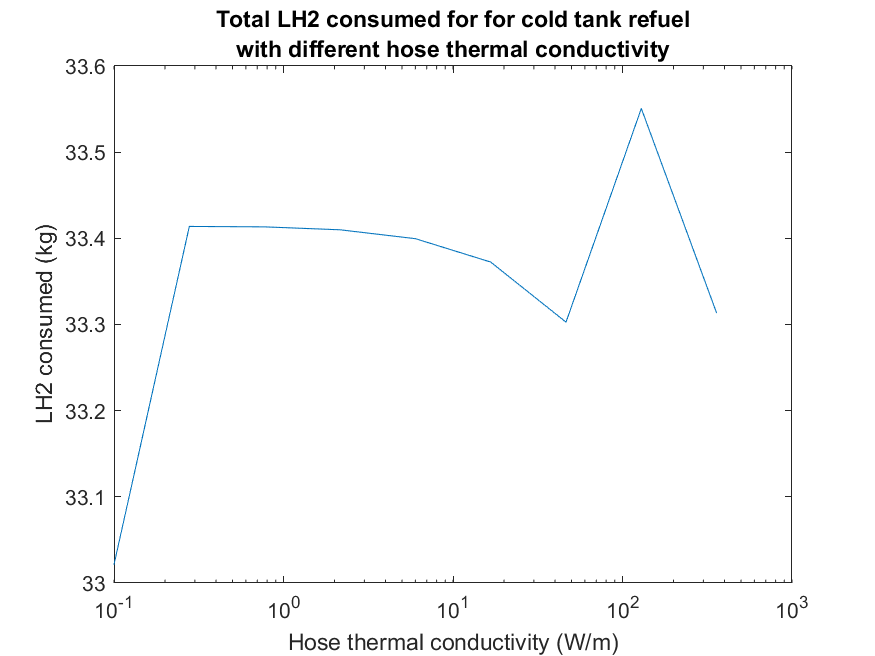 Total LH2 consumed for for cold tank refuel
with different hose thermal conductivity
33.6
33.5
33.4
33.3
33.2
33.1
33
LH2 consumed (kg)
10^-1 10^0 10^1 10^2 10^3
Hose thermal conductivity (W/m)